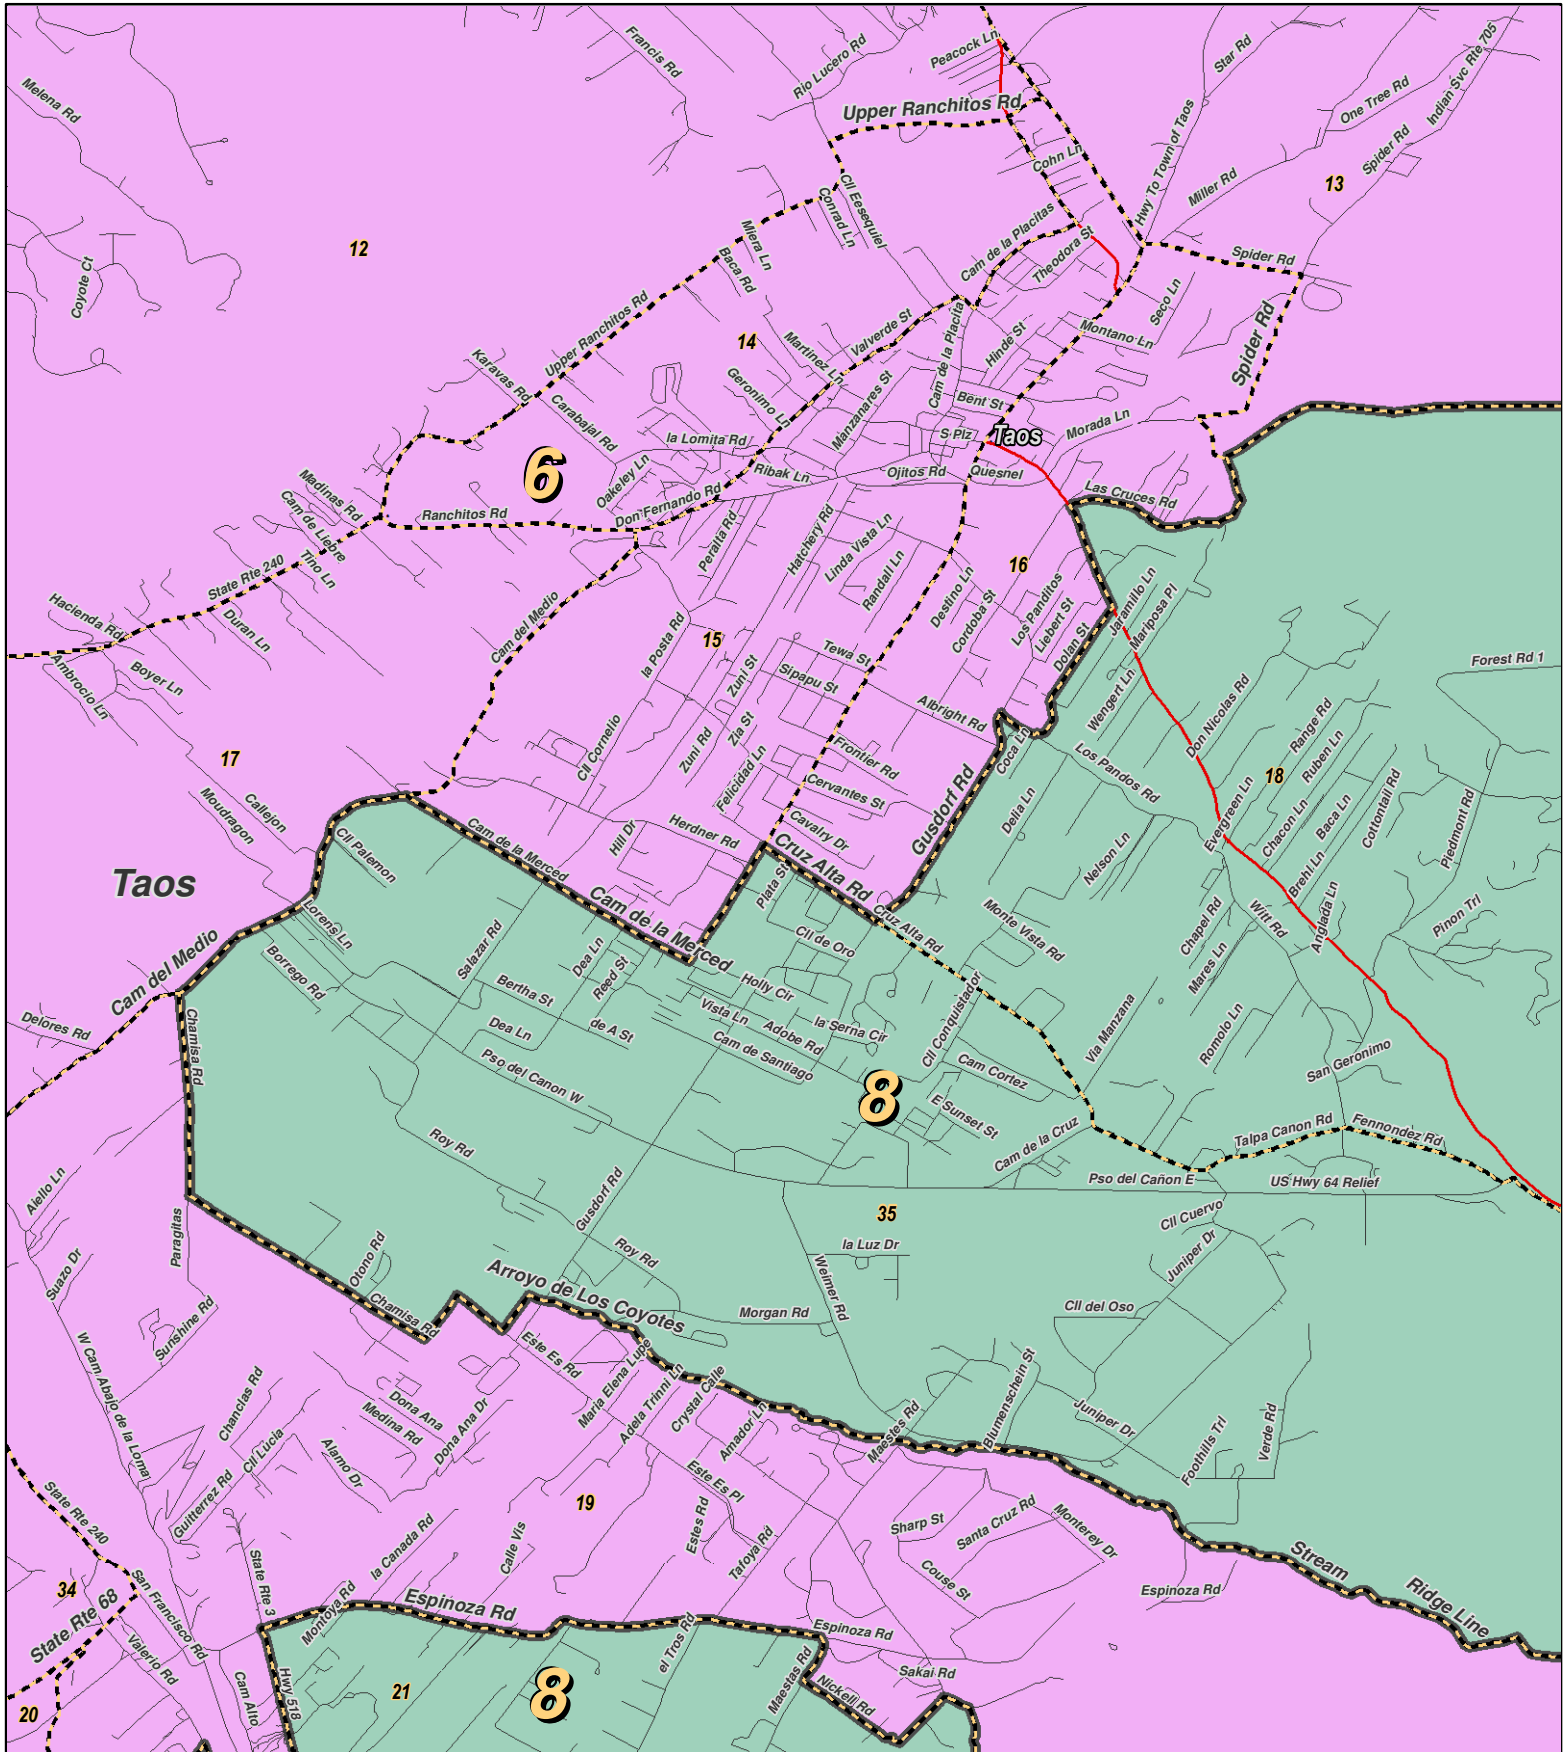 Francis Rd
Rio Lucero Rd
Peacock Ln
Star Rd
Indian Svc Rte 705
Melena Rd
One Tree Rd
Upper Ranchitos Rd
Hwy To Town of Taos
Spider Rd
Cohn Ln
Miller Rd
13
Cll Eesequiel
Conrad Ln
12
Miera Ln
Baca Rd
Cam de la Placitas
Theodora St
Spider Rd
Coyote Ct
Seco Ln
Upper Ranchitos Rd
14
Martinez Ln
Valverde St
Cam de la Placita
Hinde St
Montano Ln
Spider Rd
Karavas Rd
Geronimo Ln
Manzanares St
Bent St
Carabajal Rd
la Lomita Rd
S Plz
Taos
Morada Ln
6
Oakeley Ln
Ribak Ln
Ojitos Rd
Quesnel
Las Cruces Rd
Madinas Rd
Cam de Liebre
Ranchitos Rd
Don Fernando Rd
Peralta Rd
Hatchery Rd
Linda Vista Ln
Randall Ln
16
State Rte 240
Tino Ln
Destino Ln
Cordoba St
Los Panditos
Liebert St
Dolan St
Jaramillo Ln
Mariposa Pl
Hacienda Rd
Duran Ln
Cam del Medio
la Posta Rd
15
Tewa St
Sipapu St
Zuni St
Forest Rd 1
Ambrocio Ln
Boyer Ln
Wengert Ln
Albright Rd
Don Nicolas Rd
Range Rd
17
Cll Cornelio
Zuni Rd
Zia St
Felicidad Ln
Frontier Rd
Coca Ln
Los Pandos Rd
Ruben Ln
18
Cervantes St
Gusdorf Rd
Delita Ln
Evergreen Ln
Chacon Ln
Baca Ln
Cottontail Rd
Piedmont Rd
Callejon
Moudragon
Cll Palemon
Cam de la Merced
Hill Dr
Herdner Rd
Cavalry Dr
Cruz Alta Rd
Nelson Ln
Brehl Ln
Taos
Plata St
Cam de la Merced
Cruz Alta Rd
Monte Vista Rd
Chapel Rd
Witt Rd
Anglada Ln
Pinon Trl
Lorens Ln
Salazar Rd
Cll de Oro
Cam del Medio
Borrego Rd
Dea Ln
Reed St
Bertha St
Holly Cir
Mares Ln
Delores Rd
Chamisa Rd
Dea Ln
de A St
Vista Ln
Adobe Rd
la Serna Cir
Cam de Santiago
Cll Conquistador
Via Manzana
Romolo Ln
Pso del Canon W
Cam Cortez
San Geronimo
8
E Sunset St
Roy Rd
Cam de la Cruz
Talpa Canon Rd
Fennondez Rd
Aiello Ln
Pso del Cañon E
US Hwy 64 Relief
Gusdorf Rd
35
Cll Cuervo
Paragitas
Suazo Dr
Otono Rd
Roy Rd
la Luz Dr
Weimer Rd
Juniper Dr
Arroyo de Los Coyotes
Sunshine Rd
Chamisa Rd
Morgan Rd
Cll del Oso
W Cam Abajo de la Loma
Este Es Rd
Maria Elena Lupe
Adela Trinni Ln
Crystal Calle
Amador Ln
Blumenschein St
Chanclas Rd
Dona Ana
Medina Rd
Dona Ana Dr
Maestes Rd
Juniper Dr
Foothills Trl
Verde Rd
Cll Lucia
Alamo Dr
Guitterrez Rd
Este Es Pl
State Rte 240
19
Estes Rd
Tafoya Rd
Sharp St
Santa Cruz Rd
Monterey Dr
la Canada Rd
Calle Vis
State Rte 3
Couse St
Stream
34
San Francisco Rd
State Rte 68
Montoya Rd
Espinoza Rd
Espinoza Rd
Ridge Line
Valerio Rd
el Tros Rd
Espinoza Rd
Maestas Rd
Sakai Rd
Nickell Rd
Cam Alto
Hwy 518
21
8
20